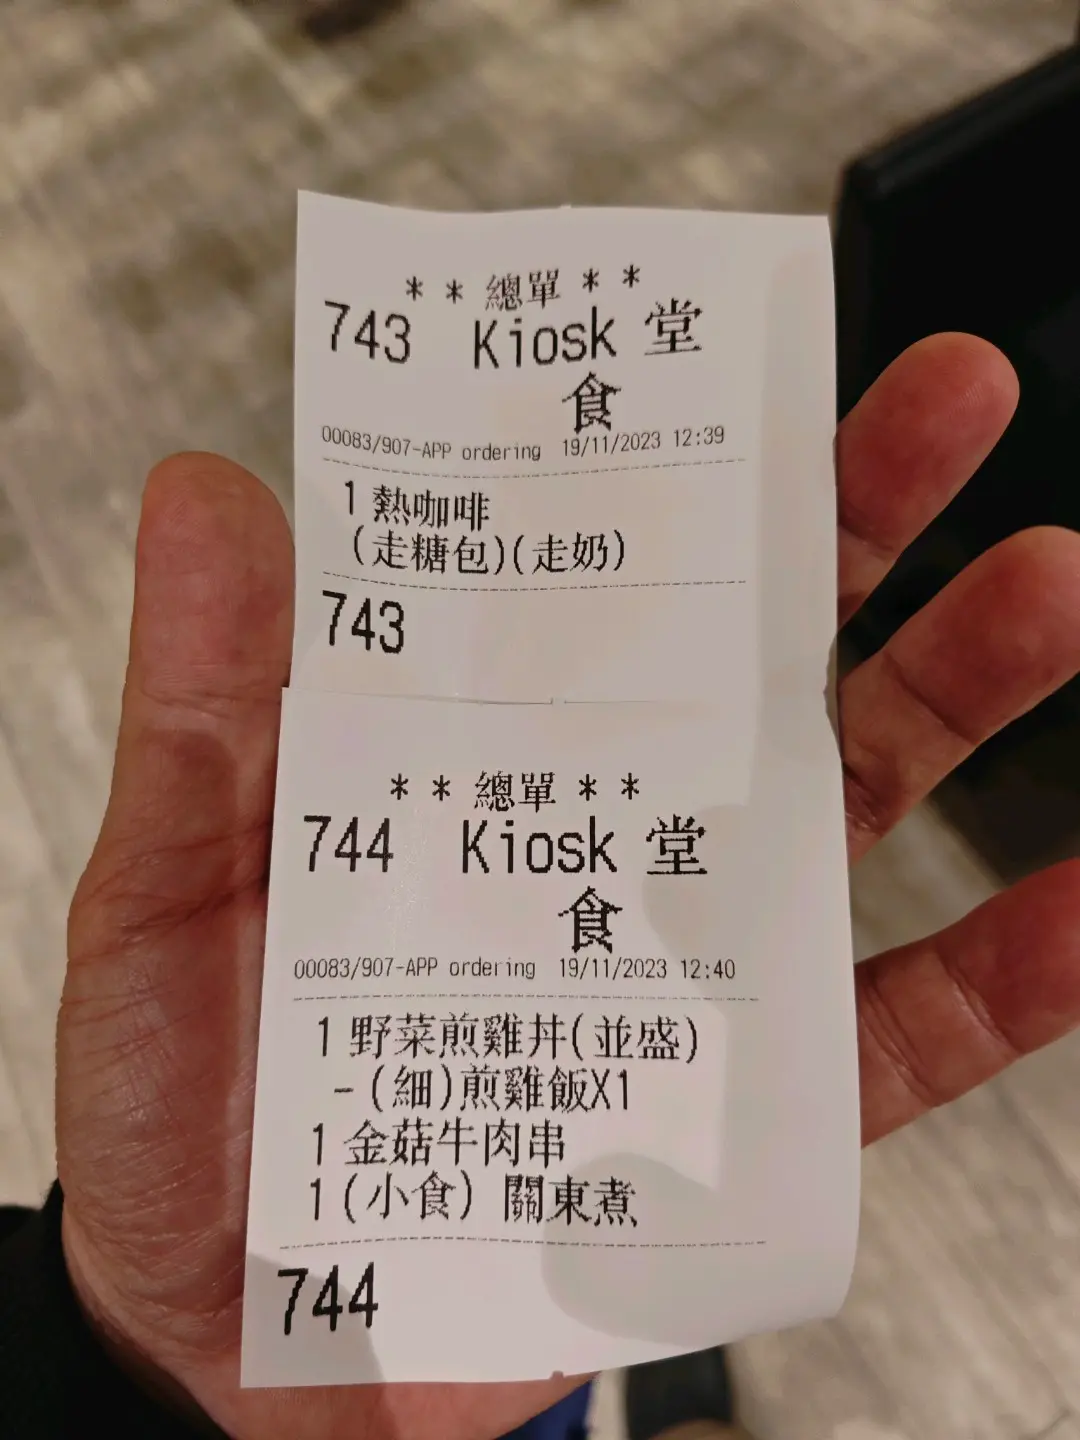 * * 總單 * *
743 Kiosk 堂
食
00083/907-APP ordering 19/11/2023 12:39
1 熱咖啡
(走糖包)(走奶)
743
* * 總單 * *
744 Kiosk 堂
食
00083/907-APP ordering 19/11/2023 12:40
1 野菜煎雞丼(並盛)
-(細)煎雞飯X1
1 金菇牛肉串
1 (小食) 關東煮
744